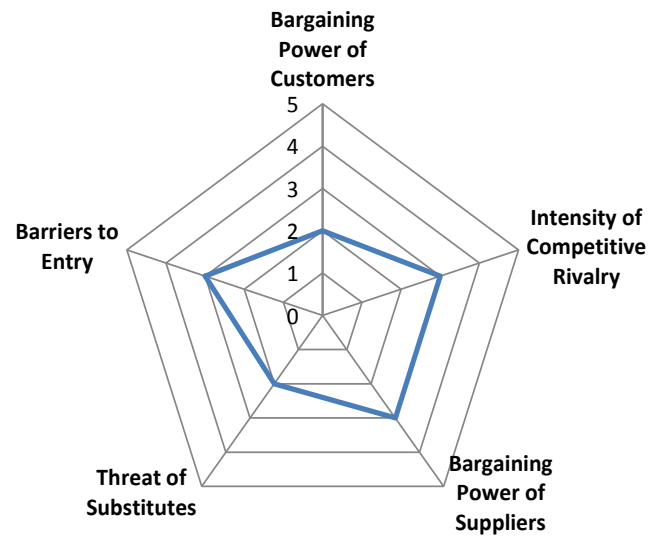 Bargaining
Power of
Customers
5
4
3
2
1
0
Intensity of
Competitive
Rivalry
Bargaining
Power of
Suppliers
Threat of
Substitutes
Barriers to
Entry